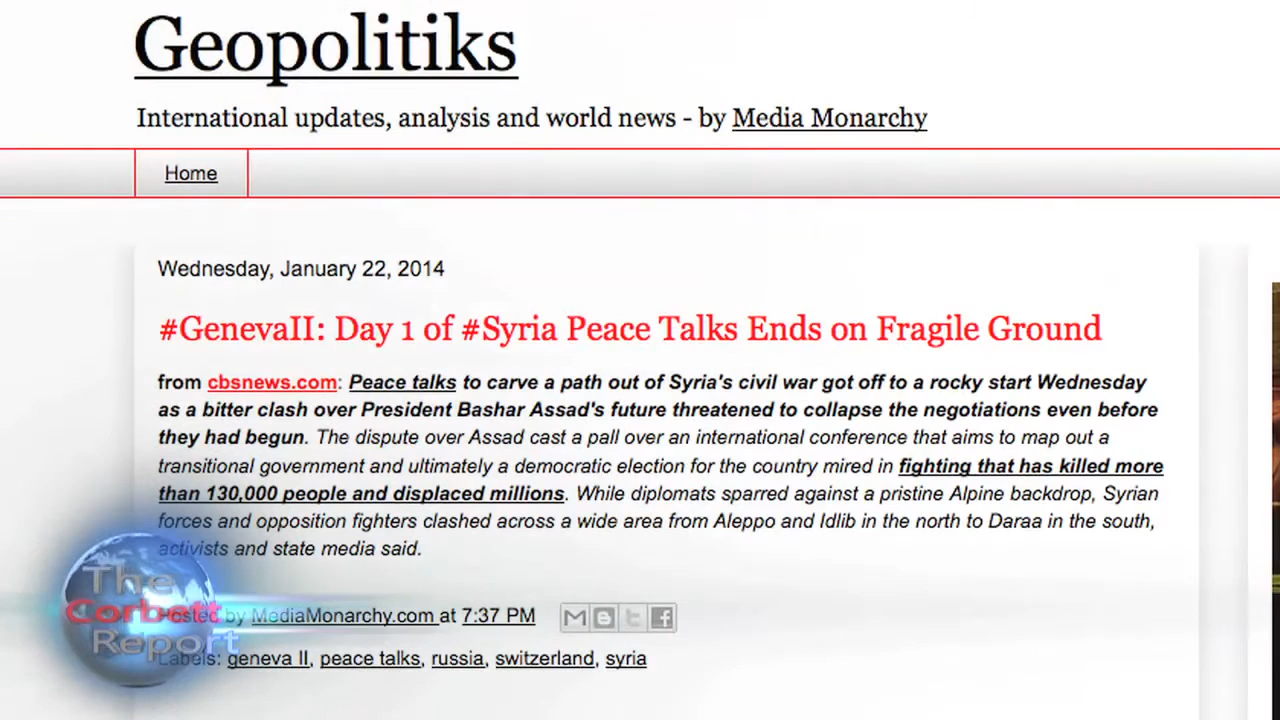 Geopolitiks
International updates, analysis and world news - by Media Monarchy
Home
Wednesday, January 22, 2014
#GenevaII: Day 1 of #Syria Peace Talks Ends on Fragile Ground
from cbsnews.com: Peace talks to carve a path out of Syria's civil war got off to a rocky start Wednesday
as a bitter clash over President Bashar Assad's future threatened to collapse the negotiations even before
they had begun. The dispute over Assad cast a pall over an international conference that aims to map out a
transitional government and ultimately a democratic election for the country mired in fighting that has killed more
than 130,000 people and displaced millions. While diplomats sparred against a pristine Alpine backdrop, Syrian
forces and opposition fighters clashed across a wide area from Aleppo and Idlib in the north to Daraa in the south,
activists and state media said.
Posted by MediaMonarchy.com at 7:37 PM
Labels: geneva II, peace talks, russia, switzerland, syria
The
Corbett
Report